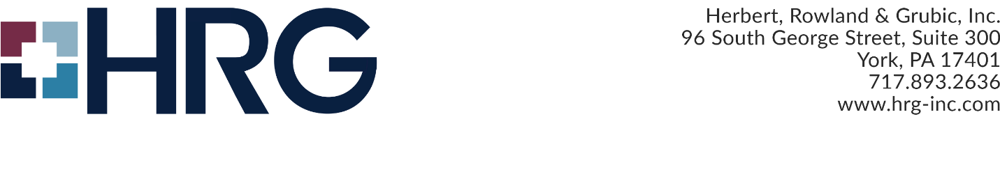 HRG
Herbert, Rowland & Grubic, Inc.
96 South George Street, Suite 300
York, PA 17401
717.893.2636
www.hrg-inc.com